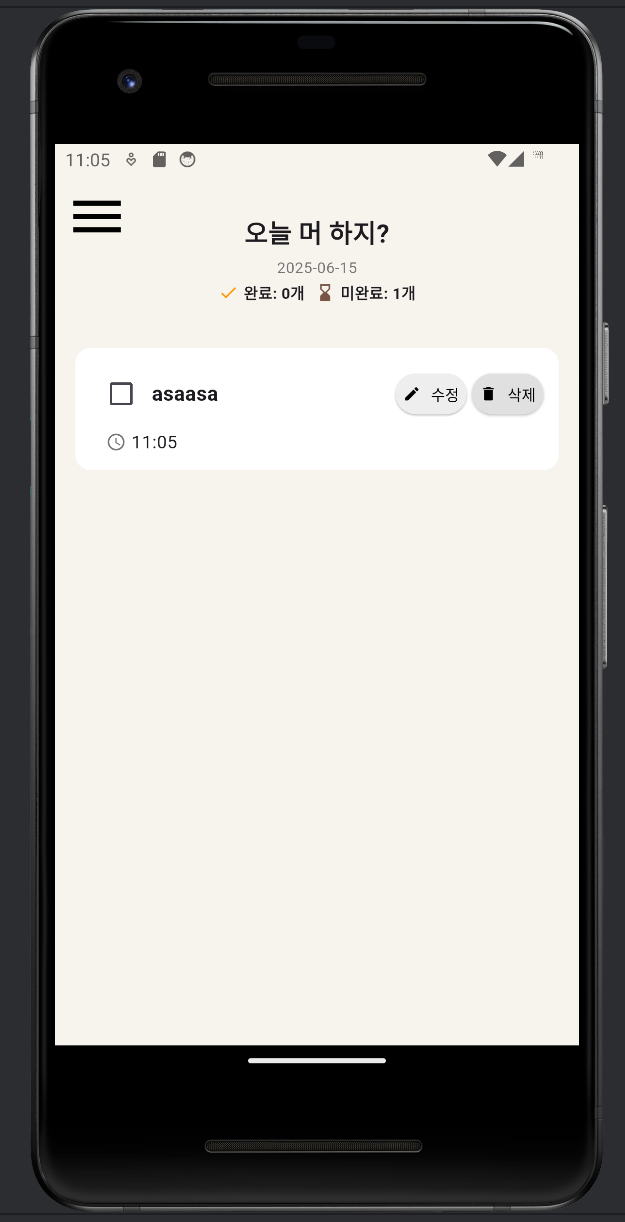 11:05
오늘 머 하지?
2025-06-15
완료: 0개 미완료: 1개
asaasa 수정 삭제
11:05